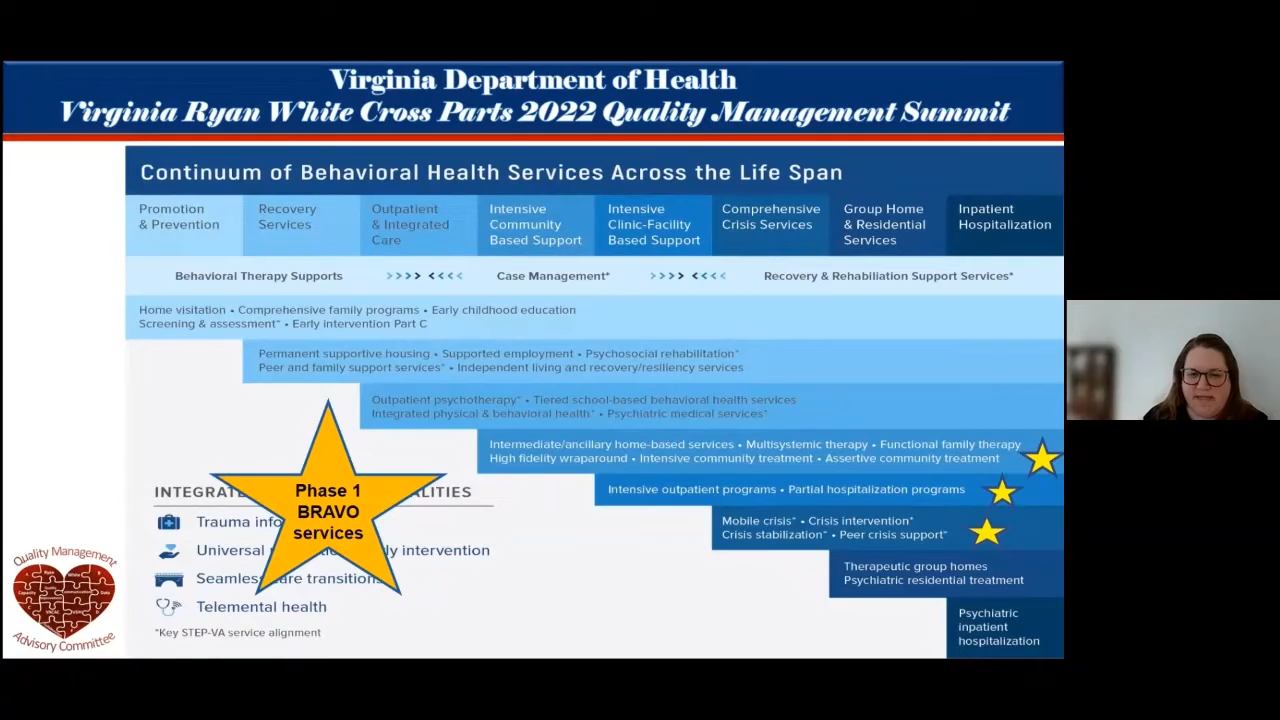 Virginia Department of Health
Virginia Ryan White Cross Parts 2022 Quality Management Summit
Continuum of Behavioral Health Services Across the Life Span
Promotion
& Prevention
Recovery
Services
Outpatient
& Integrated
Care
Intensive
Community
Based Support
Intensive
Clinic-Facility
Based Support
Comprehensive
Crisis Services
Group Home
& Residential
Services
Inpatient
Hospitalization
Behavioral Therapy Supports >>>> <<<< Case Management* >>>> <<<< Recovery & Rehabiliation Support Services*
Home visitation • Comprehensive family programs • Early childhood education
Screening & assessment* • Early intervention Part C
Permanent supportive housing • Supported employment • Psychosocial rehabilitation*
Peer and family support services* • Independent living and recovery/resiliency services
Outpatient psychotherapy* • Tiered school-based behavioral health services
Integrated physical & behavioral health* • Psychiatric medical services*
Intermediate/ancillary home-based services • Multisystemic therapy • Functional family therapy
High fidelity wraparound • Intensive community treatment • Assertive community treatment
Intensive outpatient programs • Partial hospitalization programs
Mobile crisis* • Crisis intervention*
Crisis stabilization* • Peer crisis support*
Therapeutic group homes
Psychiatric residential treatment
Psychiatric
inpatient
hospitalization
Phase 1
BRAVO
services
Trauma
Universal intervention
Seamless care transitions
Telemental health
*Key STEP-VA service alignment
Quality Management
Advisory Committee